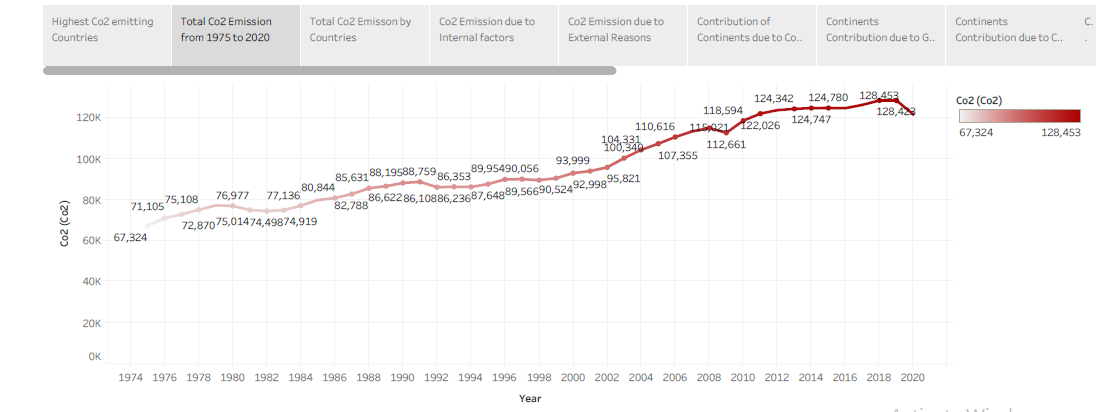 Highest Co2 emitting
Countries
Total Co2 Emission
from 1975 to 2020
Total Co2 Emisson by
Countries
Co2 Emission due to
Internal factors
Co2 Emission due to
External Reasons
Contribution of
Continents due to Co..
Continents
Contribution due to G..
Continents
Contribution due to C..
C.
.
Co2 (Co2)
67,324 128,453
120K
100K
80K
60K
40K
20K
0K
Co2 (Co2)
67,324
71,105
75,108
72,870
76,977
75,014
74,498
77,136
74,919
80,844
82,788
85,631
86,622
88,195
88,759
86,108
86,353
86,236
87,648
89,954
90,056
89,566
90,524
93,999
92,998
95,821
100,340
104,331
107,355
110,616
115,021
112,661
118,594
122,026
124,342
124,747
124,780
128,453
128,423
1974 1976 1978 1980 1982 1984 1986 1988 1990 1992 1994 1996 1998 2000 2002 2004 2006 2008 2010 2012 2014 2016 2018 2020
Year